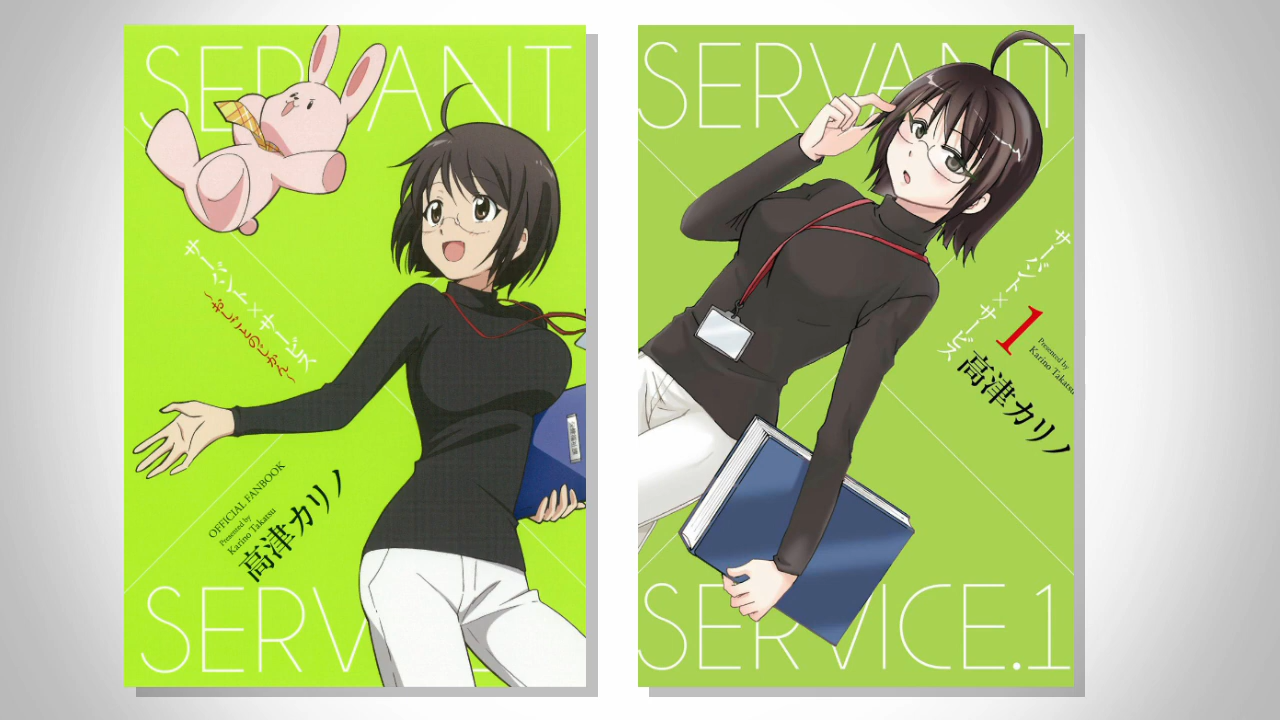 SERVANT
サーバント×サービス
～おしごとのじかん～
OFFICIAL FANBOOK
Presented by
Karino Takatsu
高津カリノ
SERV
SERVANT
サーバント×サービス
1
Presented by
Karino Takatsu
高津カリノ
SERVICE.1